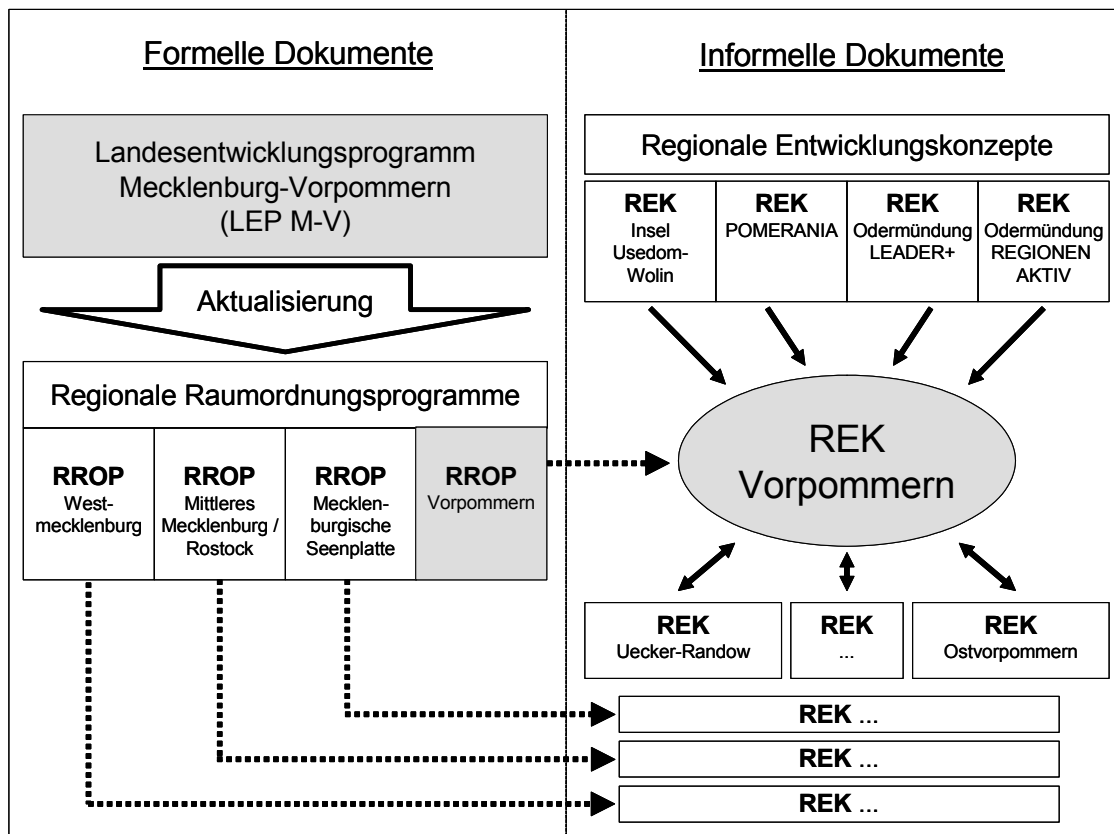 Formelle Dokumente
Landesentwicklungsprogramm
Mecklenburg-Vorpommern
(LEP M-V)
Aktualisierung
Regionale Raumordnungsprogramme
RROP
West-
mecklenburg
RROP
Mittleres
Mecklenburg /
Rostock
RROP
Mecklen-
burgische
Seenplatte
RROP
Vorpommern
Informelle Dokumente
Regionale Entwicklungskonzepte
REK
Insel
Usedom-
Wolin
REK
POMERANIA
REK
Odermündung
LEADER+
REK
Odermündung
REGIONEN
AKTIV
REK
Vorpommern
REK
Uecker-Randow
REK
...
REK
Ostvorpommern
REK ...
REK ...
REK ...